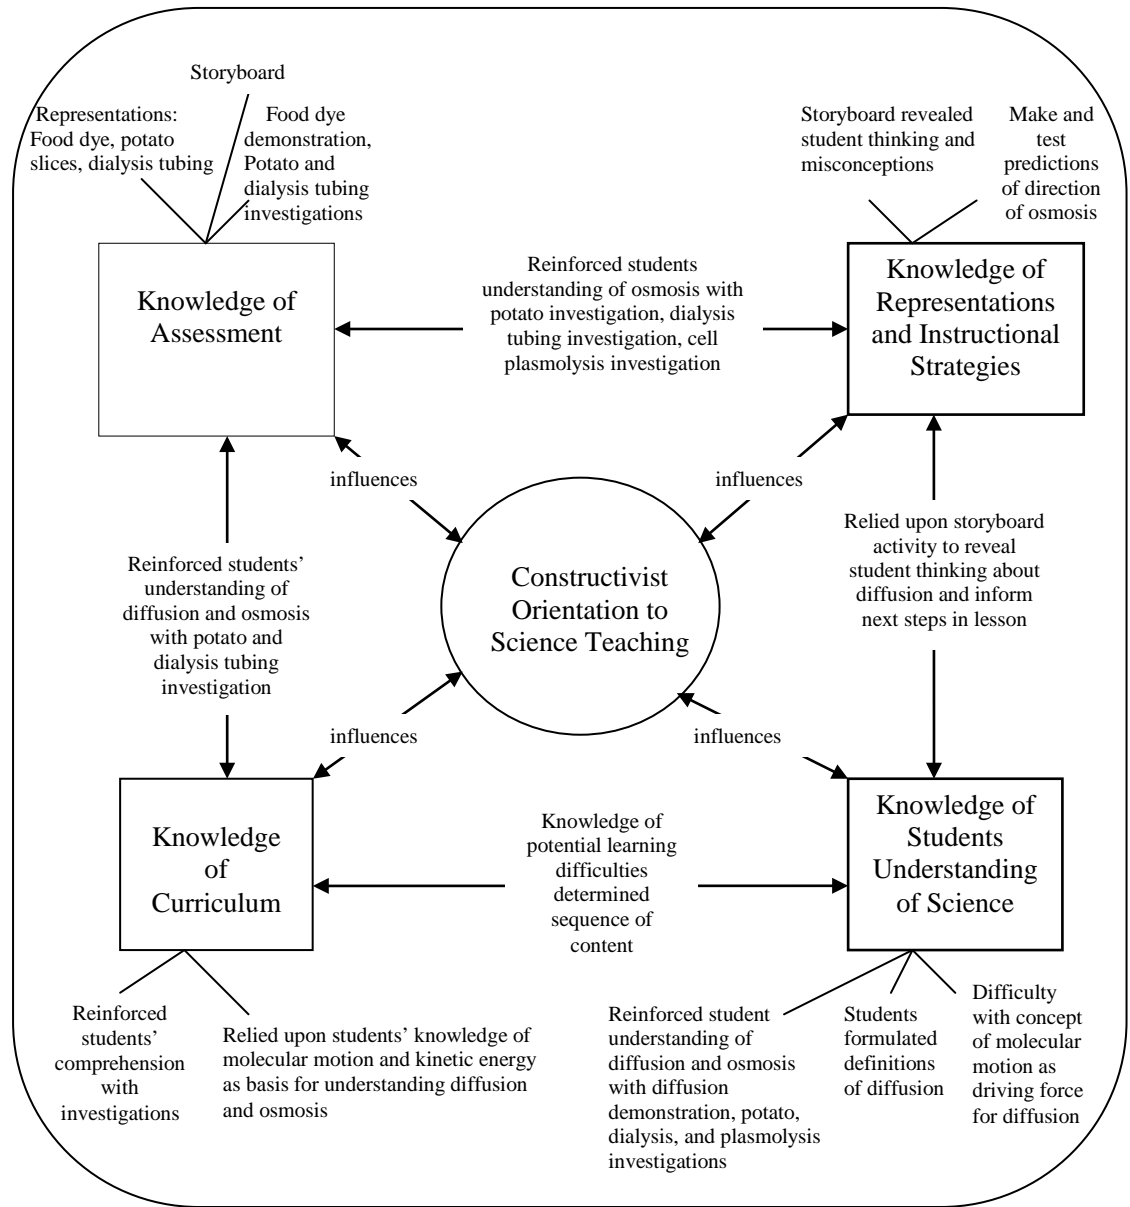 Storyboard
Representations:
Food dye, potato
slices, dialysis tubing
Food dye
demonstration,
Potato and
dialysis tubing
investigations
Storyboard revealed
student thinking and
misconceptions
Make and
test
predictions
of direction
of osmosis
Knowledge of
Assessment
Reinforced students
understanding of osmosis with
potato investigation, dialysis
tubing investigation, cell
plasmolysis investigation
Knowledge of
Representations
and Instructional
Strategies
influences
influences
Reinforced students’
understanding of
diffusion and osmosis
with potato and
dialysis tubing
investigation
Constructivist
Orientation to
Science Teaching
Relied upon storyboard
activity to reveal
student thinking about
diffusion and inform
next steps in lesson
influences
influences
Knowledge
of
Curriculum
Knowledge of
potential learning
difficulties
determined
sequence of
content
Knowledge of
Students
Understanding
of Science
Reinforced
students’
comprehension
with
investigations
Relied upon students’ knowledge of
molecular motion and kinetic energy
as basis for understanding diffusion
and osmosis
Reinforced student
understanding of
diffusion and osmosis
with diffusion
demonstration, potato,
dialysis, and plasmolysis
investigations
Students
formulated
definitions
of diffusion
Difficulty
with concept
of molecular
motion as
driving force
for diffusion